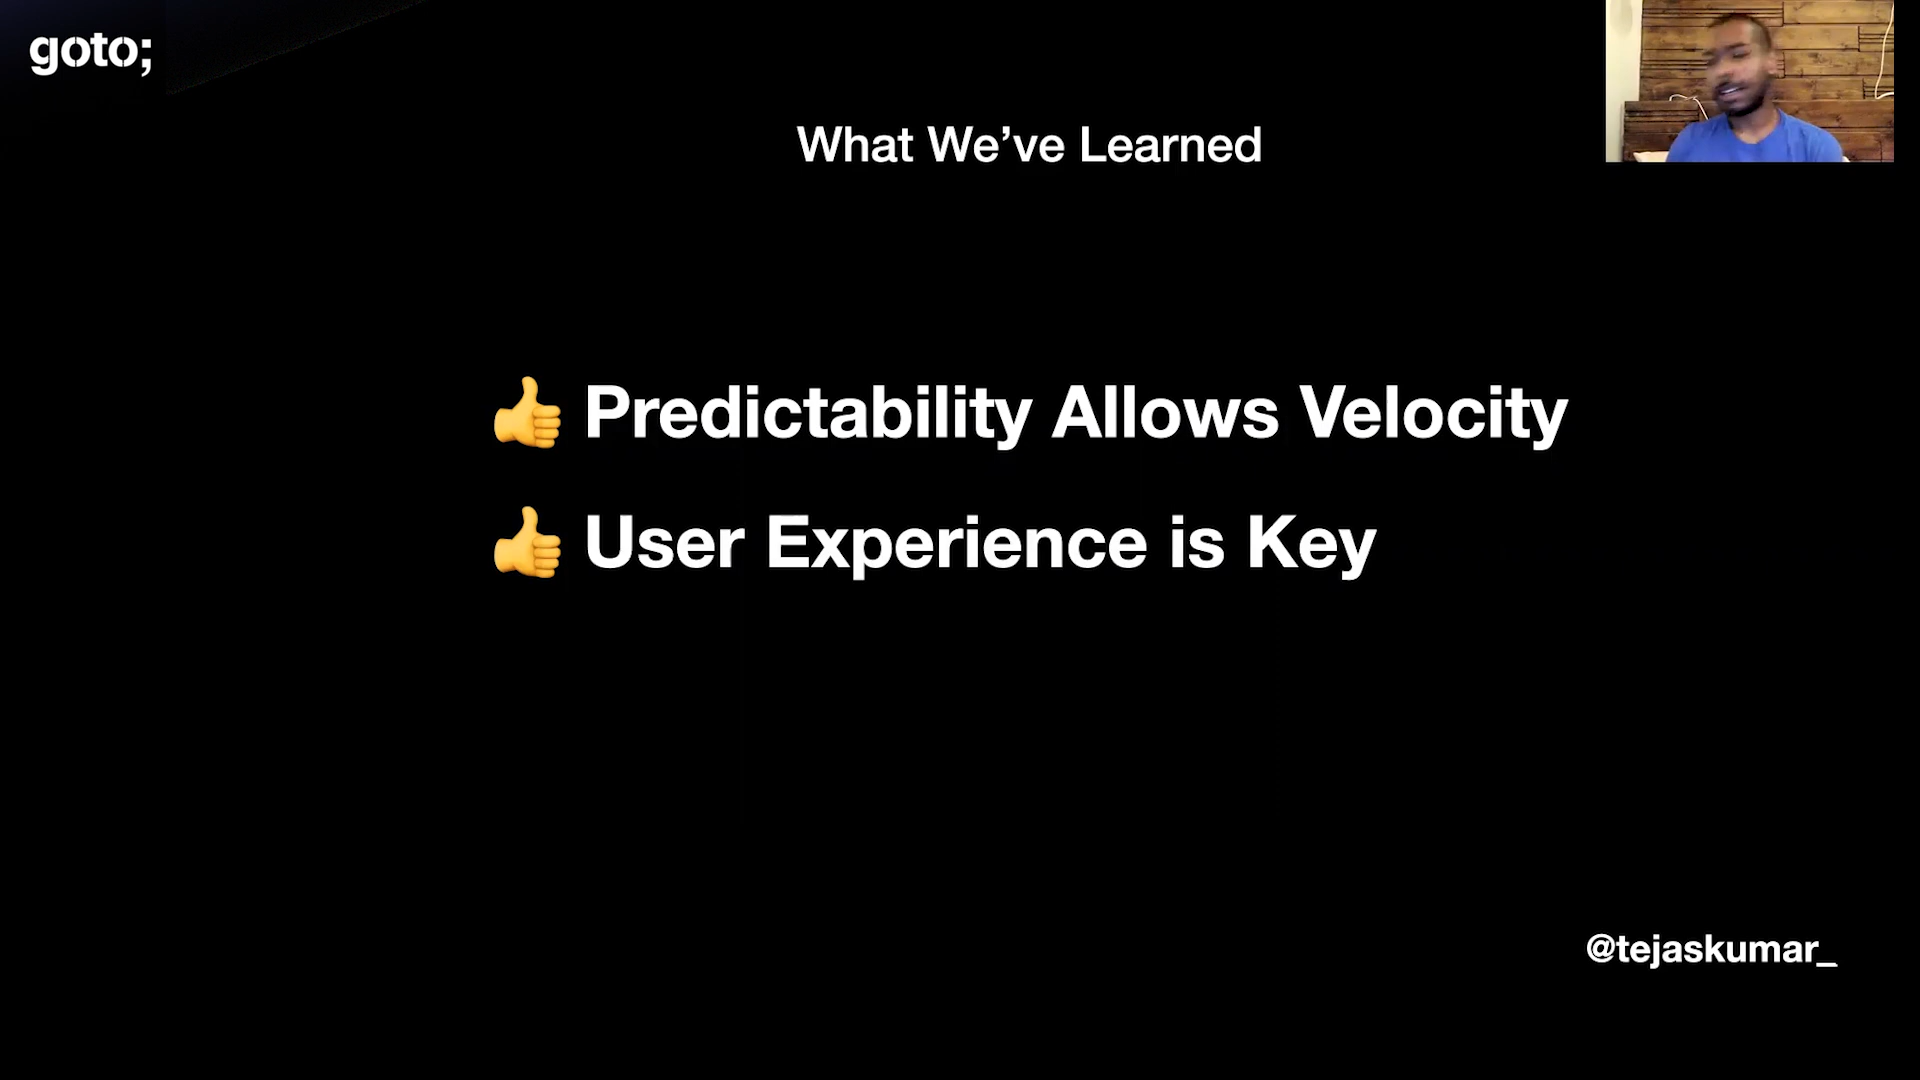 goto;
What We’ve Learned
👍 Predictability Allows Velocity
👍 User Experience is Key
@tejaskumar_